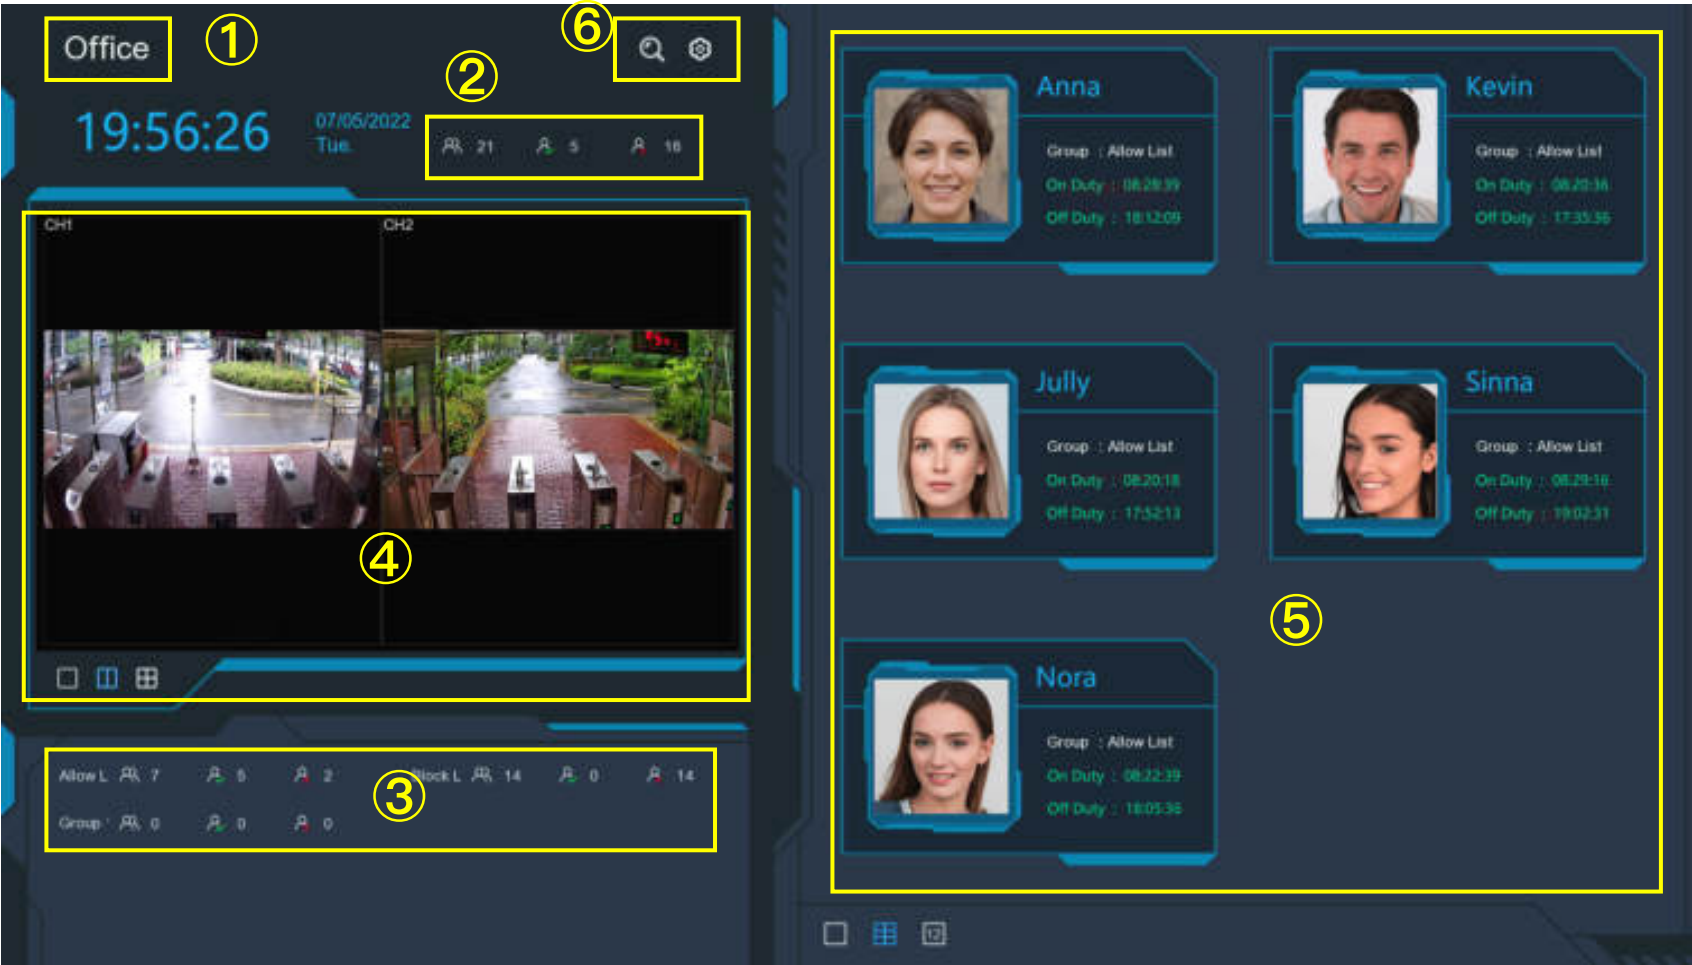 Office
①
⑥
②
19:56:26
07/05/2022
Tue.
21 5 16
CH1
CH2
④
Allow L 7 5 2
Block L 14 0 14
③
Group 0 0 0
Anna
Group : Allow List
On Duty : 08:28:39
Off Duty : 18:12:09
Kevin
Group : Allow List
On Duty : 08:20:36
Off Duty : 17:35:36
Jully
Group : Allow List
On Duty : 08:20:18
Off Duty : 17:52:13
Sinna
Group : Allow List
On Duty : 08:29:16
Off Duty : 19:02:31
⑤
Nora
Group : Allow List
On Duty : 08:22:39
Off Duty : 18:05:36
12